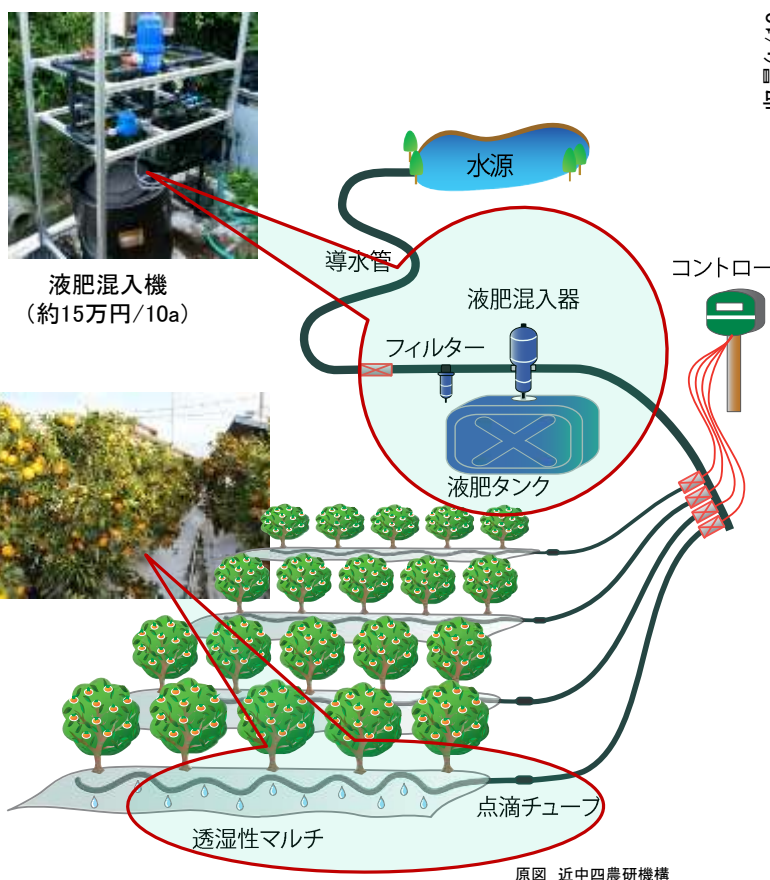 水源
導水管
コントロー
液肥混入機
（約15万円/10a）
液肥混入器
フィルター
液肥タンク
点滴チューブ
透湿性マルチ
原図 近中四農研機構